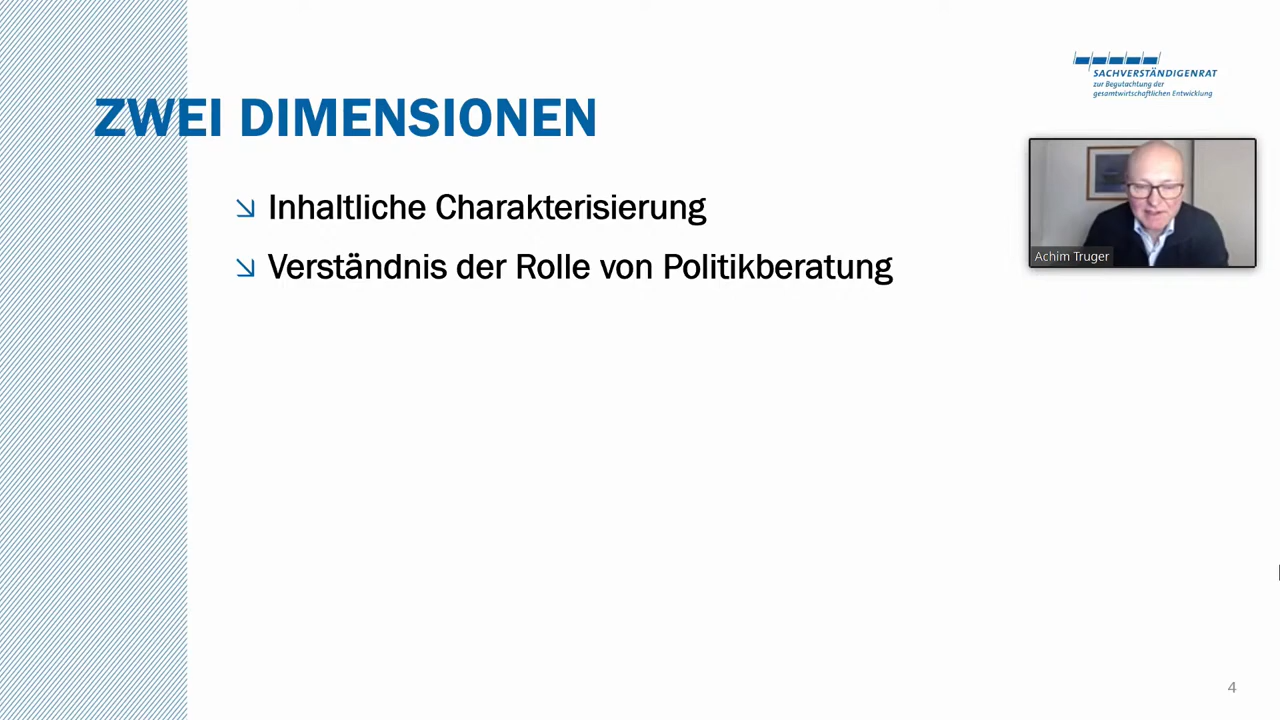 SACHVERSTÄNDIGENRAT
zur Begutachtung der
gesamtwirtschaftlichen Entwicklung
ZWEI DIMENSIONEN
Inhaltliche Charakterisierung
Verständnis der Rolle von Politikberatung
Achim Truger
4